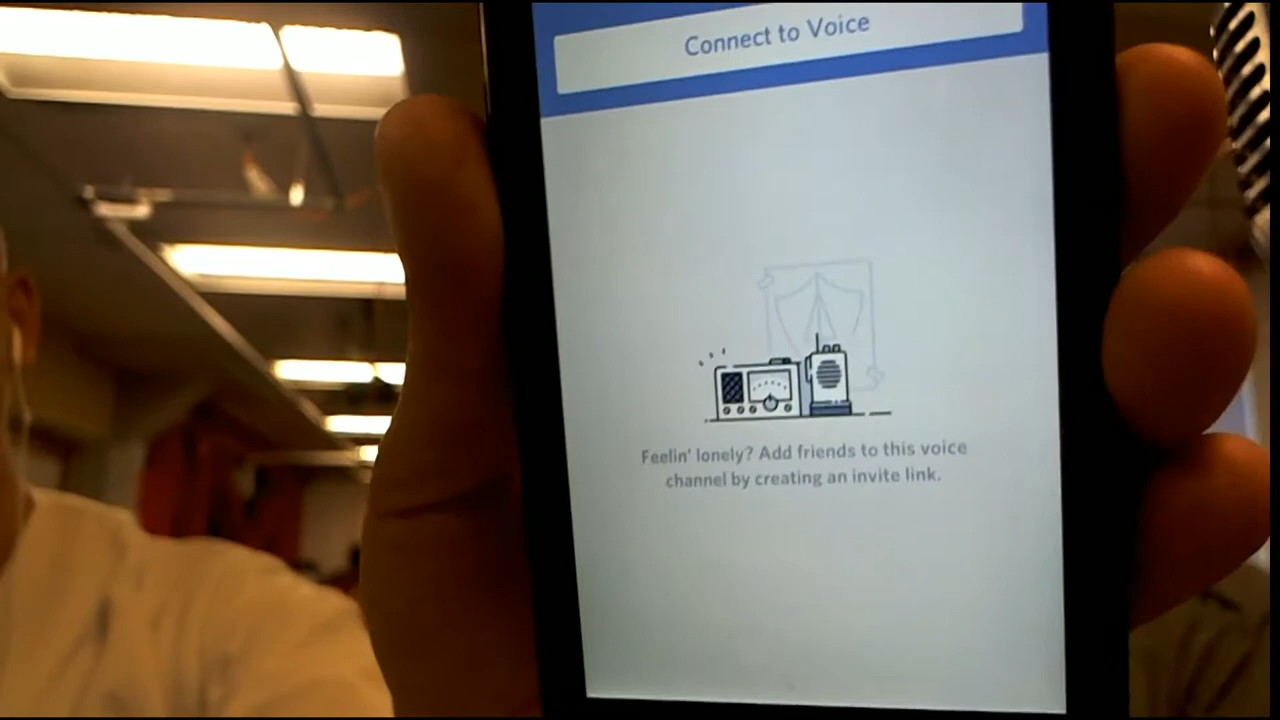 Connect to Voice
Feelin' lonely? Add friends to this voice
channel by creating an invite link.